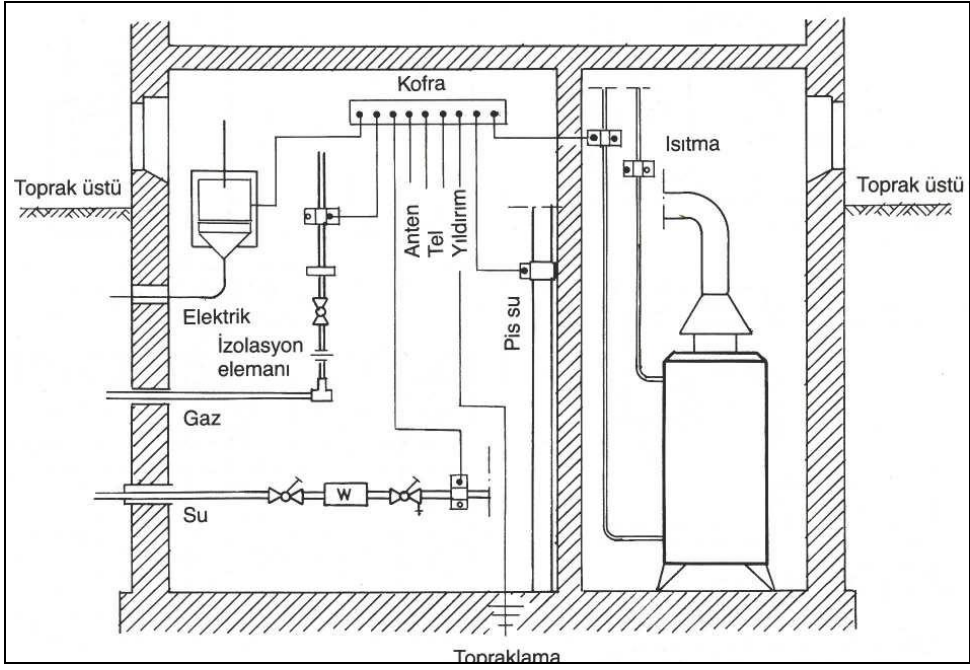 Kofra
Isıtma
Toprak üstü
Toprak üstü
Anten
Tel
Yıldırım
Pis su
Elektrik
İzolasyon
elemanı
Gaz
W
Su
Topraklama